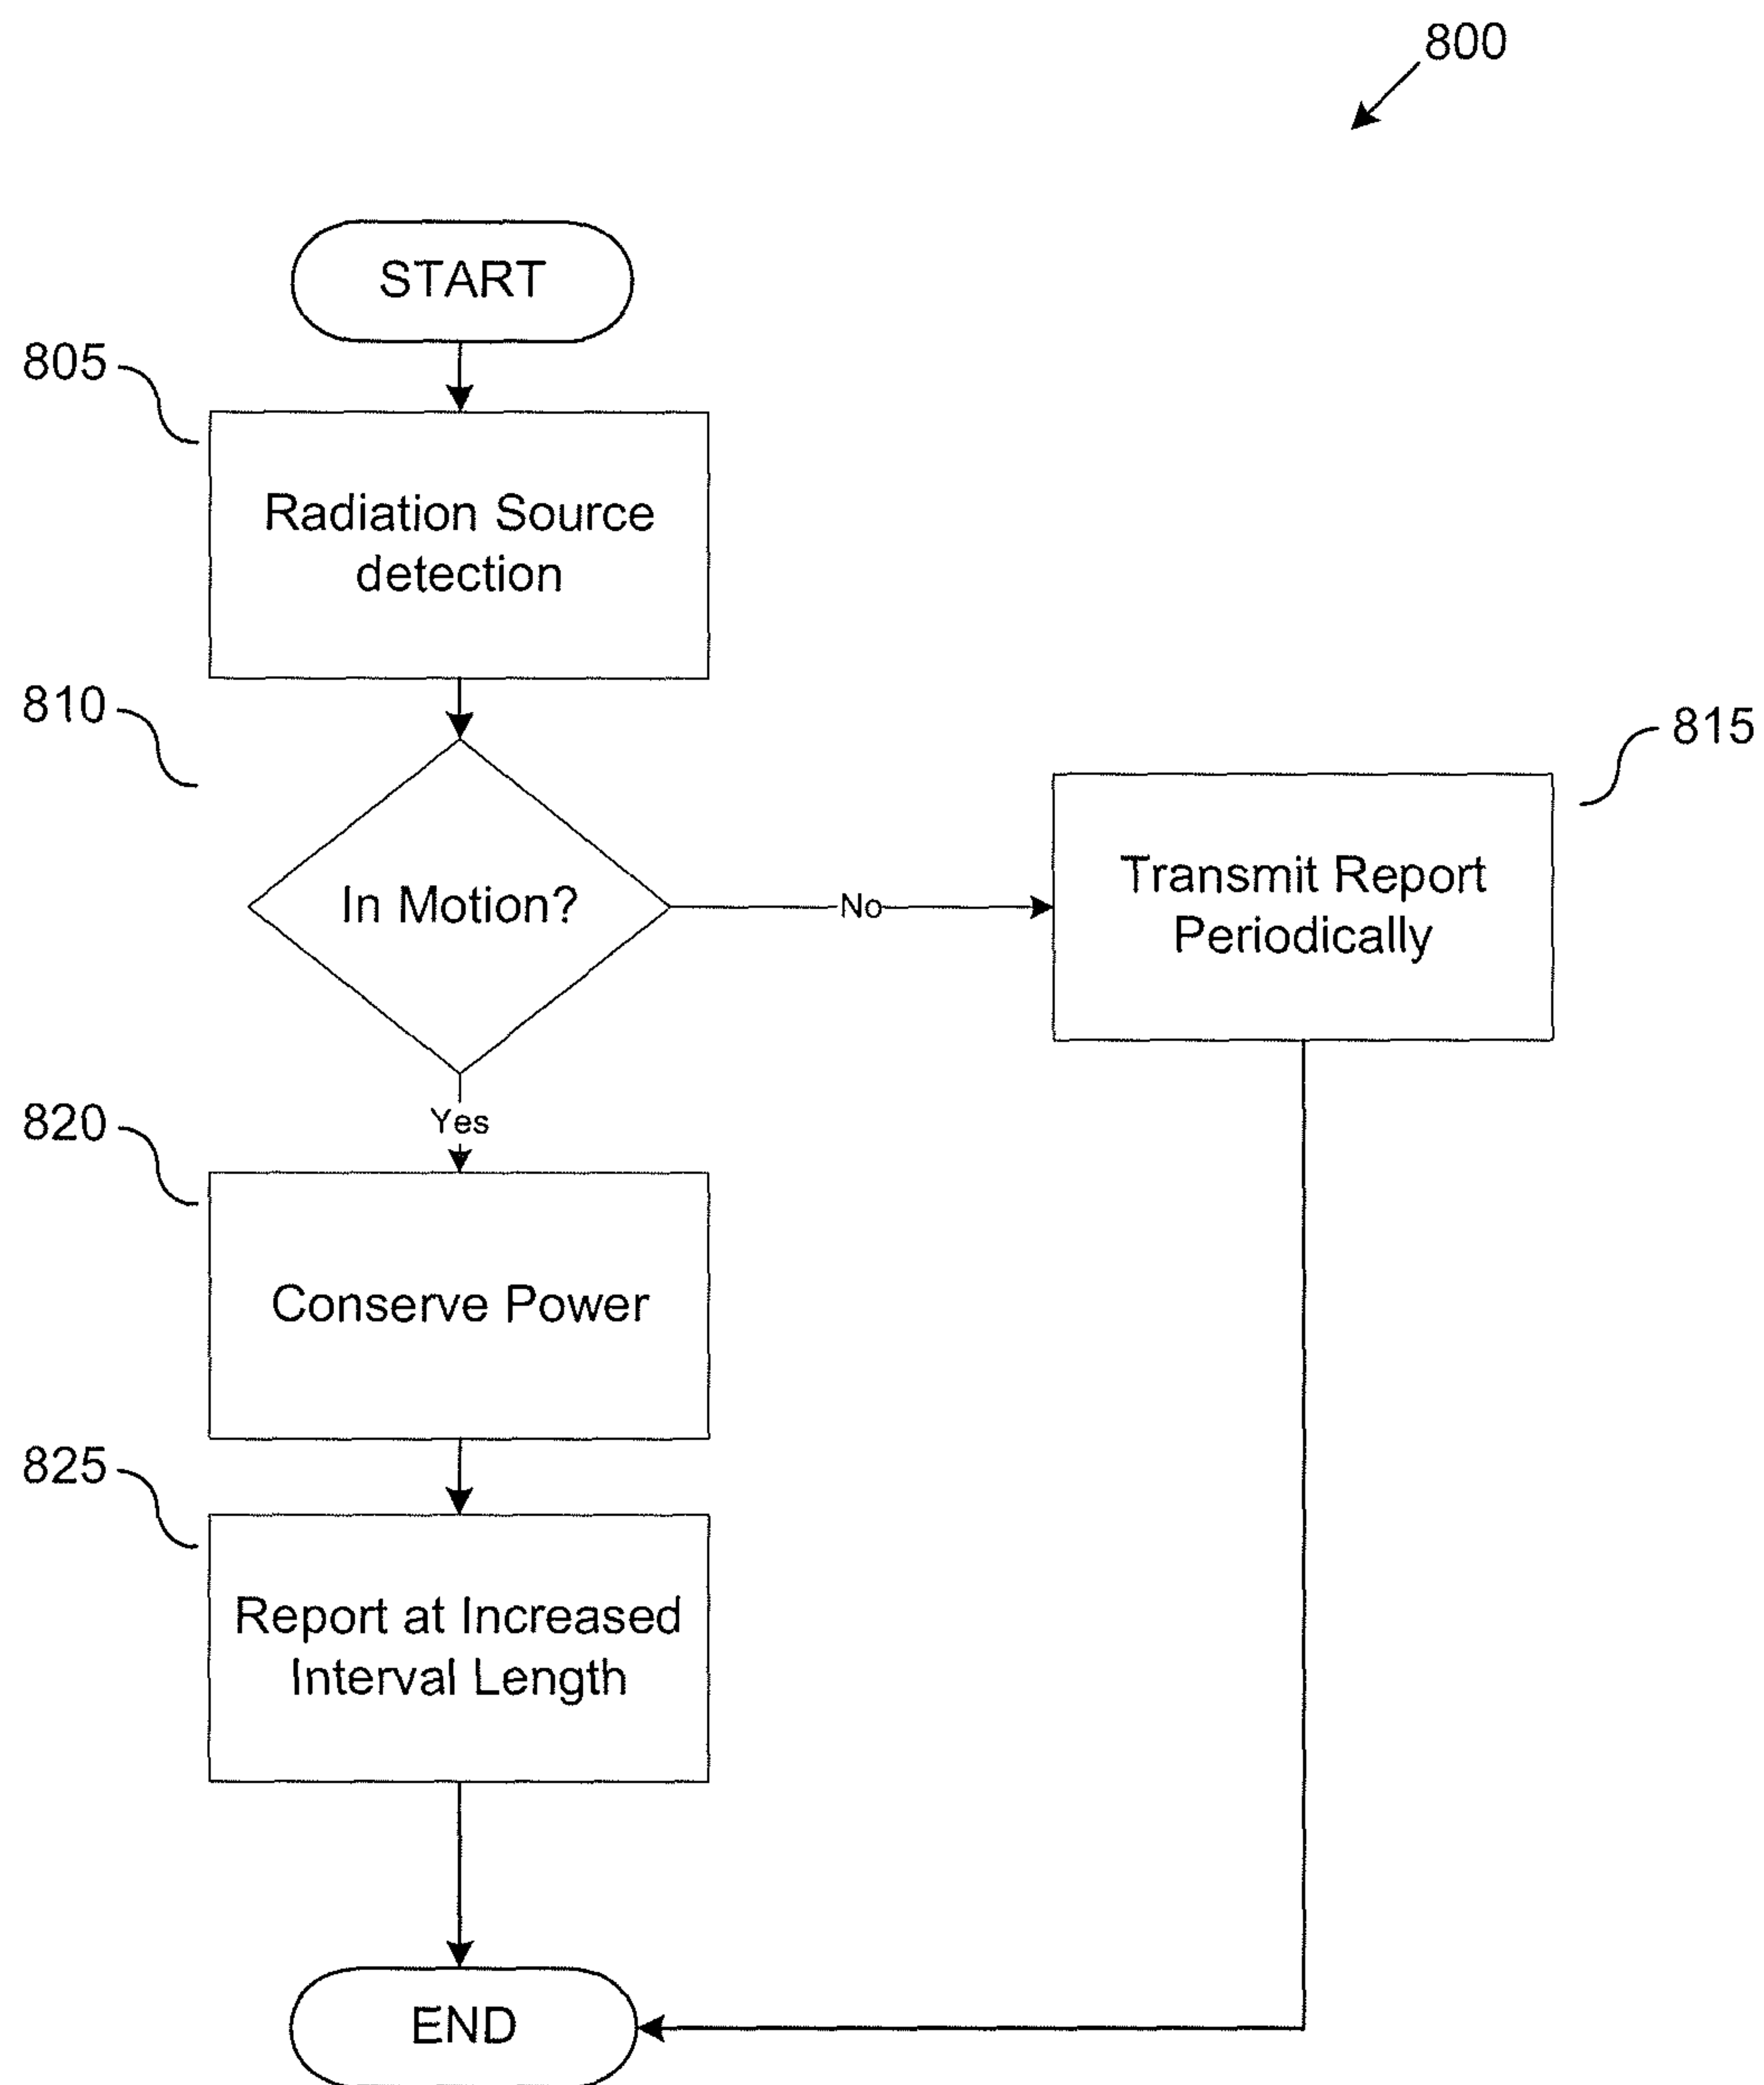 800
START
805
Radiation Source
detection
810
In Motion?
No
815
Transmit Report
Periodically
Yes
820
Conserve Power
825
Report at Increased
Interval Length
END